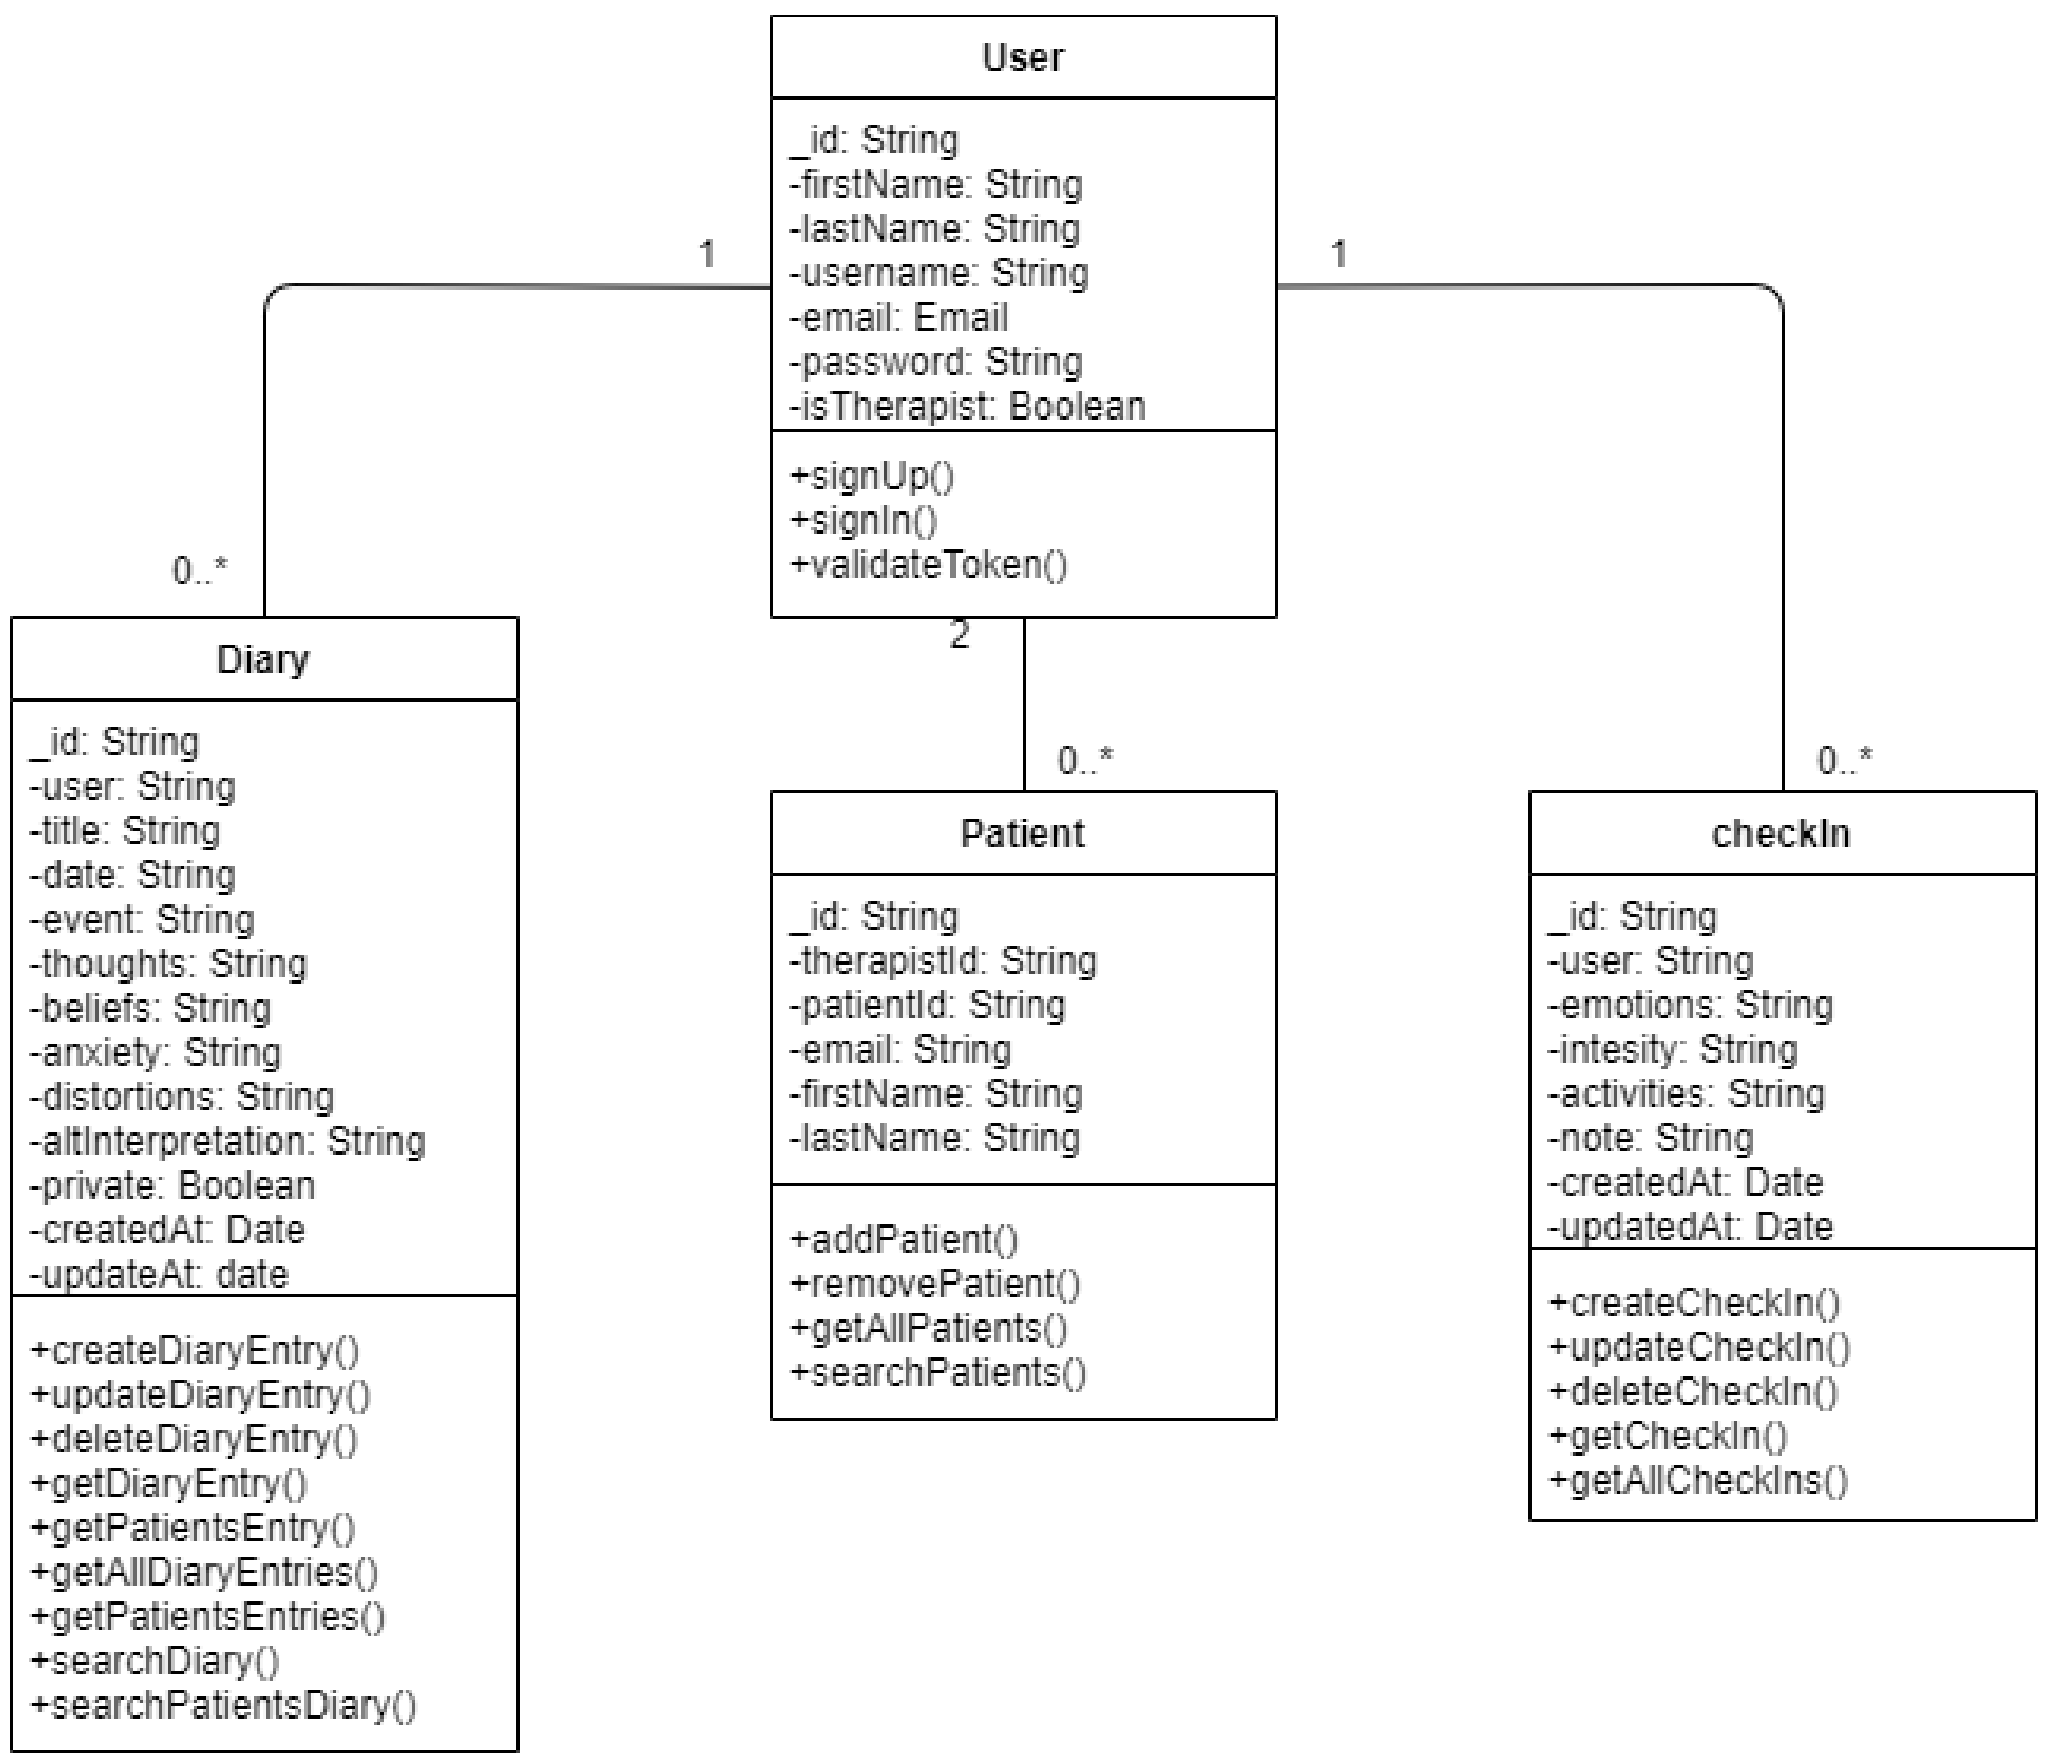 User
_id: String
-firstName: String
-lastName: String
-username: String
-email: Email
-password: String
-isTherapist: Boolean
+signUp()
+signIn()
+validateToken()
1
1
2
0..*
0..*
0..*
Diary
_id: String
-user: String
-title: String
-date: String
-event: String
-thoughts: String
-beliefs: String
-anxiety: String
-distortions: String
-altInterpretation: String
-private: Boolean
-createdAt: Date
-updateAt: date
+createDiaryEntry()
+updateDiaryEntry()
+deleteDiaryEntry()
+getDiaryEntry()
+getPatientsEntry()
+getAllDiaryEntries()
+getPatientsEntries()
+searchDiary()
+searchPatientsDiary()
Patient
_id: String
-therapistId: String
-patientId: String
-email: String
-firstName: String
-lastName: String
+addPatient()
+removePatient()
+getAllPatients()
+searchPatients()
checkIn
_id: String
-user: String
-emotions: String
-intesity: String
-activities: String
-note: String
-createdAt: Date
-updatedAt: Date
+createCheckIn()
+updateCheckIn()
+deleteCheckIn()
+getCheckIn()
+getAllCheckIns()